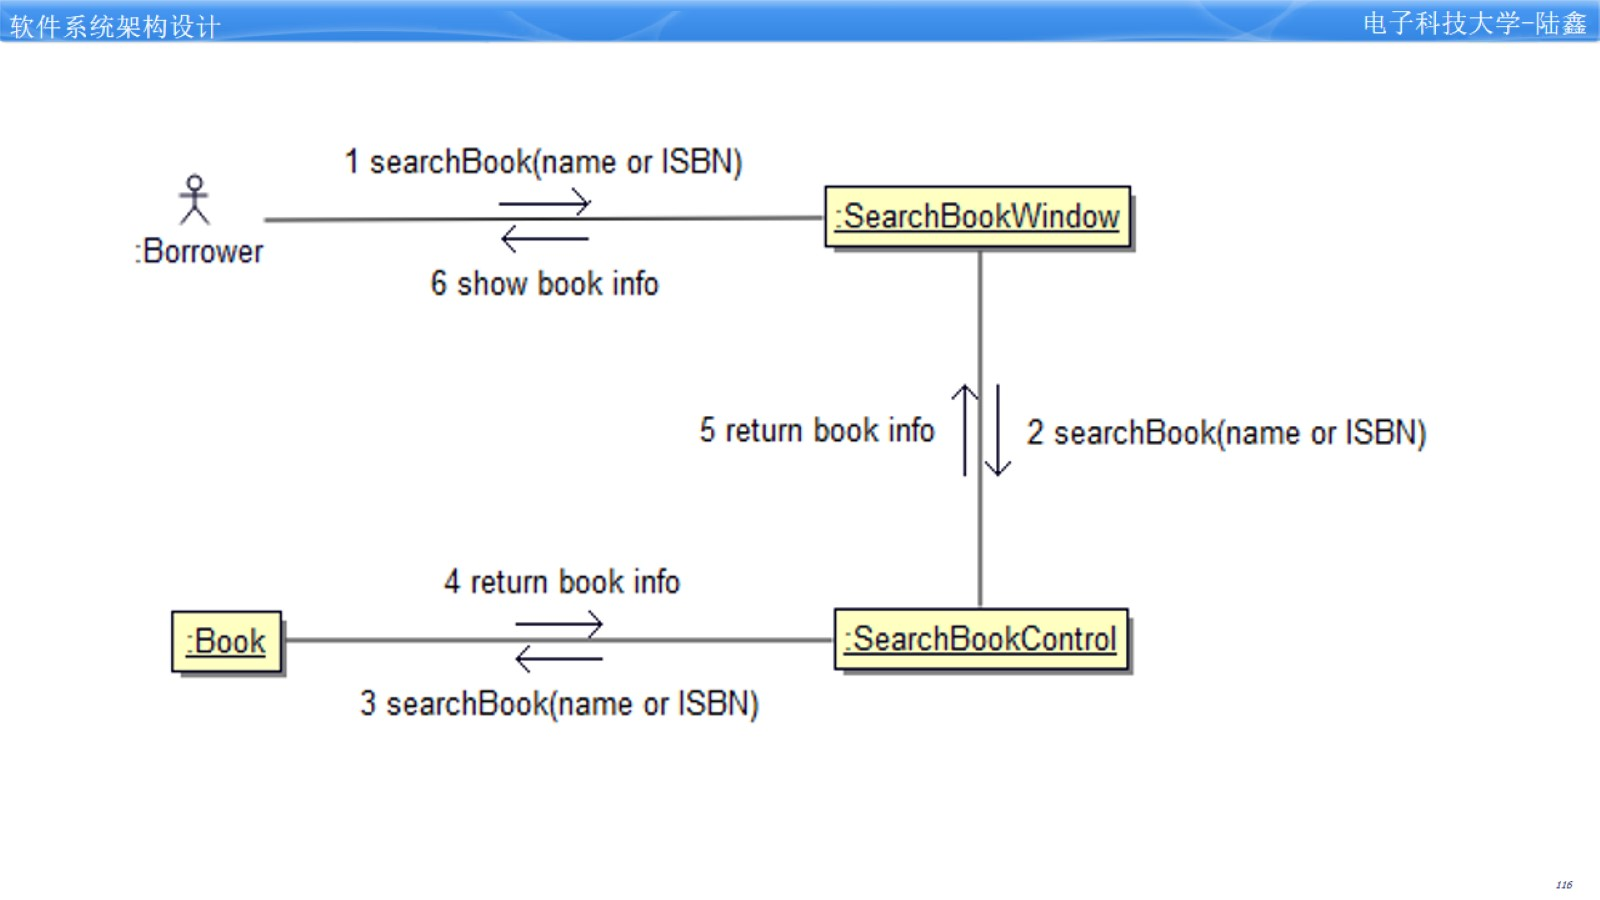 软件系统架构设计
电子科技大学-陆鑫
1 searchBook(name or ISBN)
:Borrower
:SearchBookWindow
6 show book info
5 return book info
2 searchBook(name or ISBN)
4 return book info
:Book
:SearchBookControl
3 searchBook(name or ISBN)
116